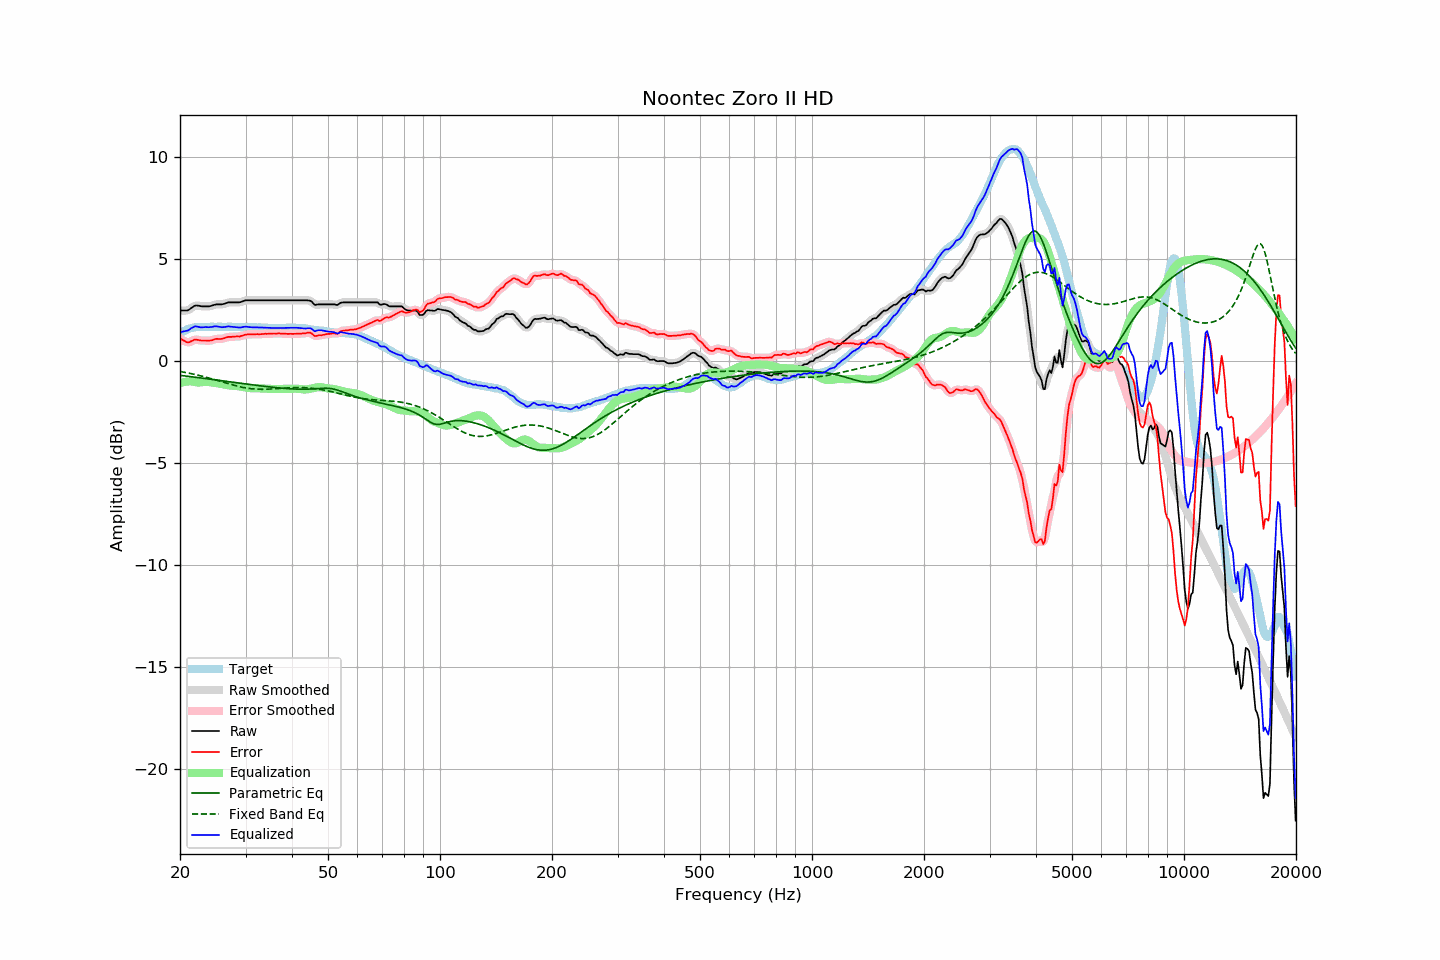 Noontec Zoro II HD
10
5
0
−5
−10
−15
−20
Amplitude (dBr)
Target
Raw Smoothed
Error Smoothed
Raw
Error
Equalization
Parametric Eq
Fixed Band Eq
Equalized
20 50 100 200 500 1000 2000 5000 10000 20000
Frequency (Hz)